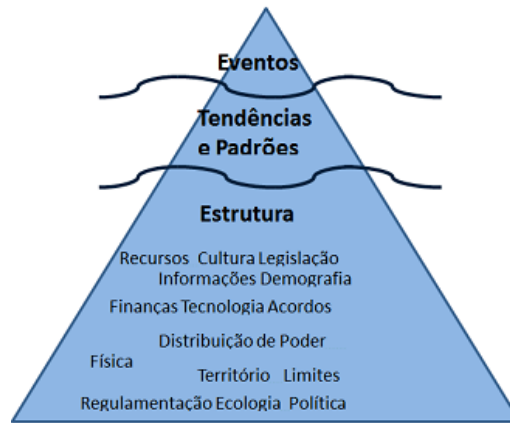 Eventos
Tendências
e Padrões
Estrutura
Recursos Cultura Legislação
Informações Demografia
Finanças Tecnologia Acordos
Distribuição de Poder
Física
Território Limites
Regulamentação Ecologia Política